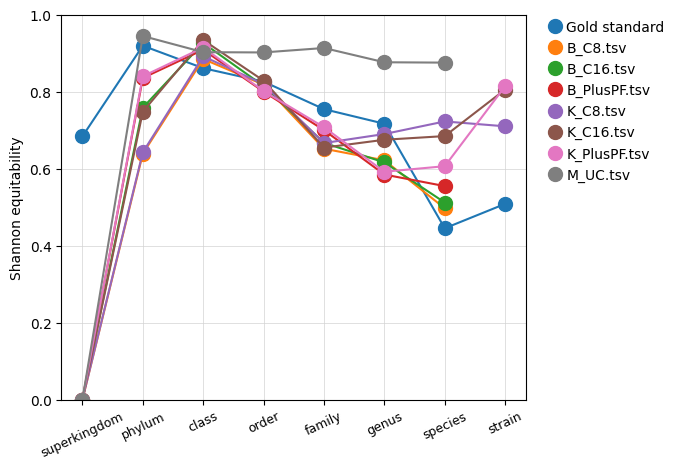 1.0
0.8
0.6
0.4
0.2
0.0
Shannon equitability
superkingdom
phylum
class
order
family
genus
species
strain
Gold standard
B_C8.tsv
B_C16.tsv
B_PlusPF.tsv
K_C8.tsv
K_C16.tsv
K_PlusPF.tsv
M_UC.tsv